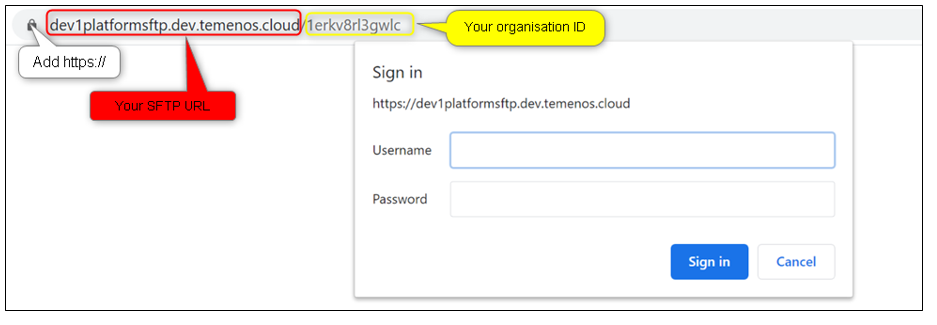 dev1platformsftp.dev.temenos.cloud/1erkv8rl3gwlc
Your organisation ID
Add https://
Your SFTP URL
Sign in
https://dev1platformsftp.dev.temenos.cloud
Username
Password
Sign in
Cancel